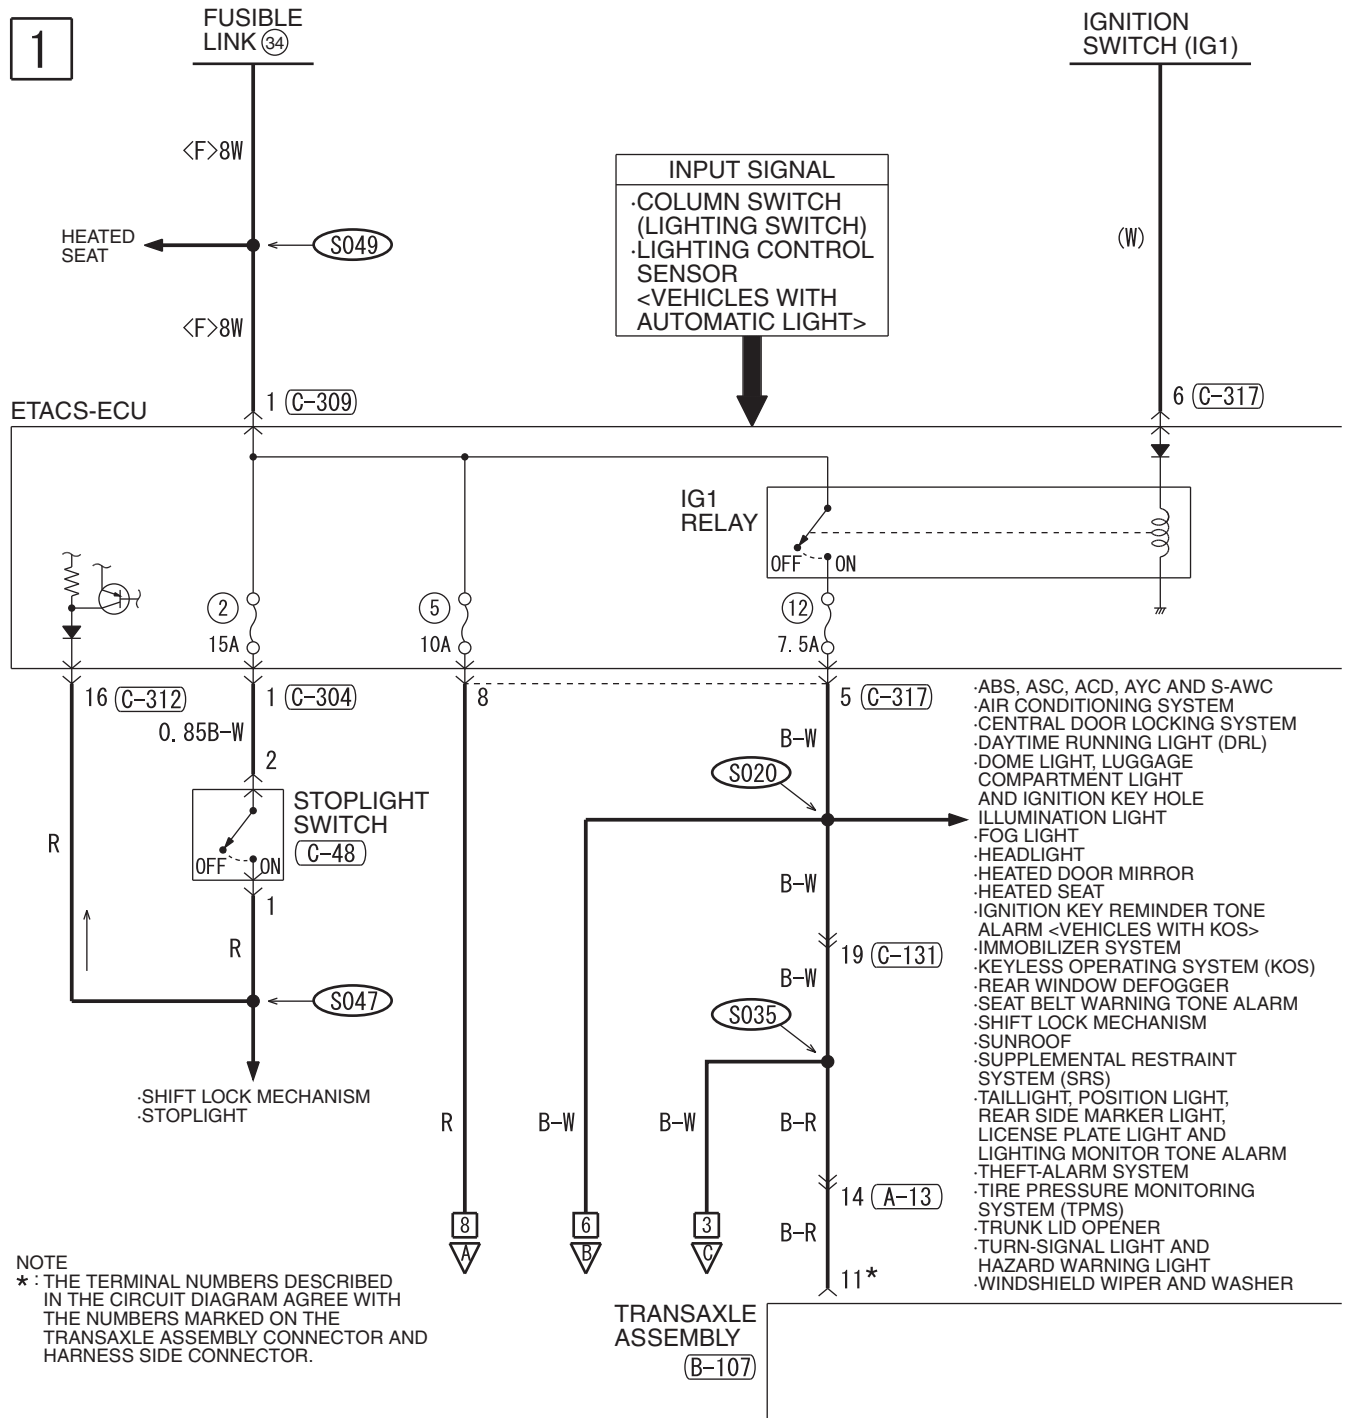 1
FUSIBLE
LINK 34
IGNITION
SWITCH (IG1)
<F>8W
INPUT SIGNAL
·COLUMN SWITCH
(LIGHTING SWITCH)
·LIGHTING CONTROL
SENSOR
<VEHICLES WITH
AUTOMATIC LIGHT>
HEATED
SEAT
S049
(W)
<F>8W
1 C-309
6 C-317
ETACS-ECU
IG1
RELAY
OFF ON
2
15A
5
10A
12
7.5A
16 C-312
1 C-304
8
5 C-317
0.85B-W
2
B-W
S020
STOPLIGHT
SWITCH
C-48
OFF ON
R
1
R
B-W
19 C-131
B-W
S047
S035
·SHIFT LOCK MECHANISM
·STOPLIGHT
R
B-W
B-W
B-R
14 A-13
B-R
8
A
6
B
3
C
11*
·ABS, ASC, ACD, AYC AND S-AWC
·AIR CONDITIONING SYSTEM
·CENTRAL DOOR LOCKING SYSTEM
·DAYTIME RUNNING LIGHT (DRL)
·DOME LIGHT, LUGGAGE
COMPARTMENT LIGHT
AND IGNITION KEY HOLE
ILLUMINATION LIGHT
·FOG LIGHT
·HEADLIGHT
·HEATED DOOR MIRROR
·HEATED SEAT
·IGNITION KEY REMINDER TONE
ALARM <VEHICLES WITH KOS>
·IMMOBILIZER SYSTEM
·KEYLESS OPERATING SYSTEM (KOS)
·REAR WINDOW DEFOGGER
·SEAT BELT WARNING TONE ALARM
·SHIFT LOCK MECHANISM
·SUNROOF
·SUPPLEMENTAL RESTRAINT
SYSTEM (SRS)
·TAILLIGHT, POSITION LIGHT,
REAR SIDE MARKER LIGHT,
LICENSE PLATE LIGHT AND
LIGHTING MONITOR TONE ALARM
·THEFT-ALARM SYSTEM
·TIRE PRESSURE MONITORING
SYSTEM (TPMS)
·TRUNK LID OPENER
·TURN-SIGNAL LIGHT AND
HAZARD WARNING LIGHT
·WINDSHIELD WIPER AND WASHER
NOTE
* : THE TERMINAL NUMBERS DESCRIBED
IN THE CIRCUIT DIAGRAM AGREE WITH
THE NUMBERS MARKED ON THE
TRANSAXLE ASSEMBLY CONNECTOR AND
HARNESS SIDE CONNECTOR.
TRANSAXLE
ASSEMBLY
B-107